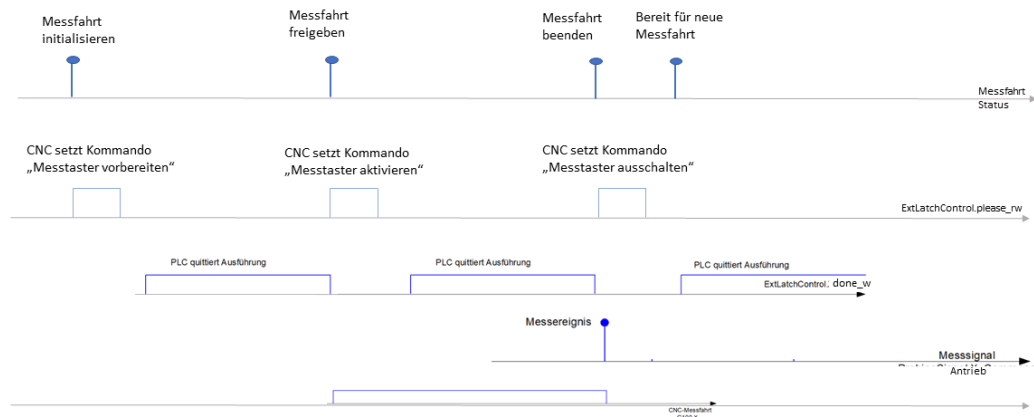 Messfahrt
initialisieren
Messfahrt
freigeben
Messfahrt
beenden
Bereit für neue
Messfahrt
Messfahrt
Status
CNC setzt Kommando
„Messtaster vorbereiten“
CNC setzt Kommando
„Messtaster aktivieren“
CNC setzt Kommando
„Messtaster ausschalten“
ExtLatchControl.please_rw
PLC quittiert Ausführung
PLC quittiert Ausführung
PLC quittiert Ausführung
ExtLatchControl. done_w
Messereignis
Messsignal
Antrieb
CNC-Messfahrt